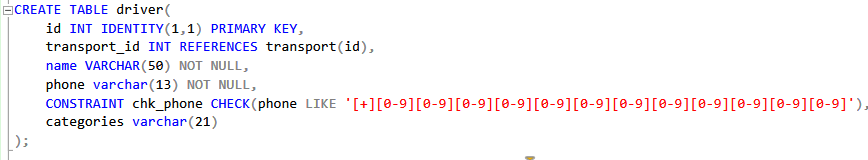 CREATE TABLE driver(
id INT IDENTITY(1,1) PRIMARY KEY,
transport_id INT REFERENCES transport(id),
name VARCHAR(50) NOT NULL,
phone varchar(13) NOT NULL,
CONSTRAINT chk_phone CHECK(phone LIKE '[+][0-9][0-9][0-9][0-9][0-9][0-9][0-9][0-9][0-9][0-9][0-9][0-9]'),
categories varchar(21)
);